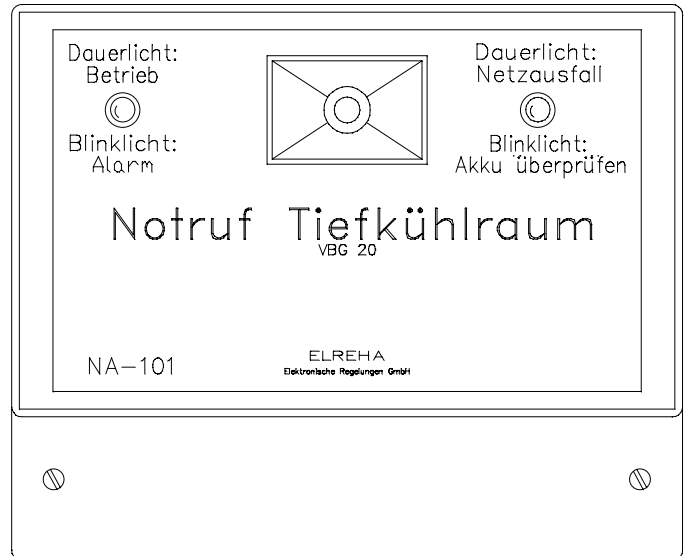 Dauerlicht:
Betrieb
Blinklicht:
Alarm
Dauerlicht:
Netzausfall
Blinklicht:
Akku überprüfen
Notruf Tiefkühlraum
VBG 20
NA-101
ELREHA
Elektronische Regelungen GmbH